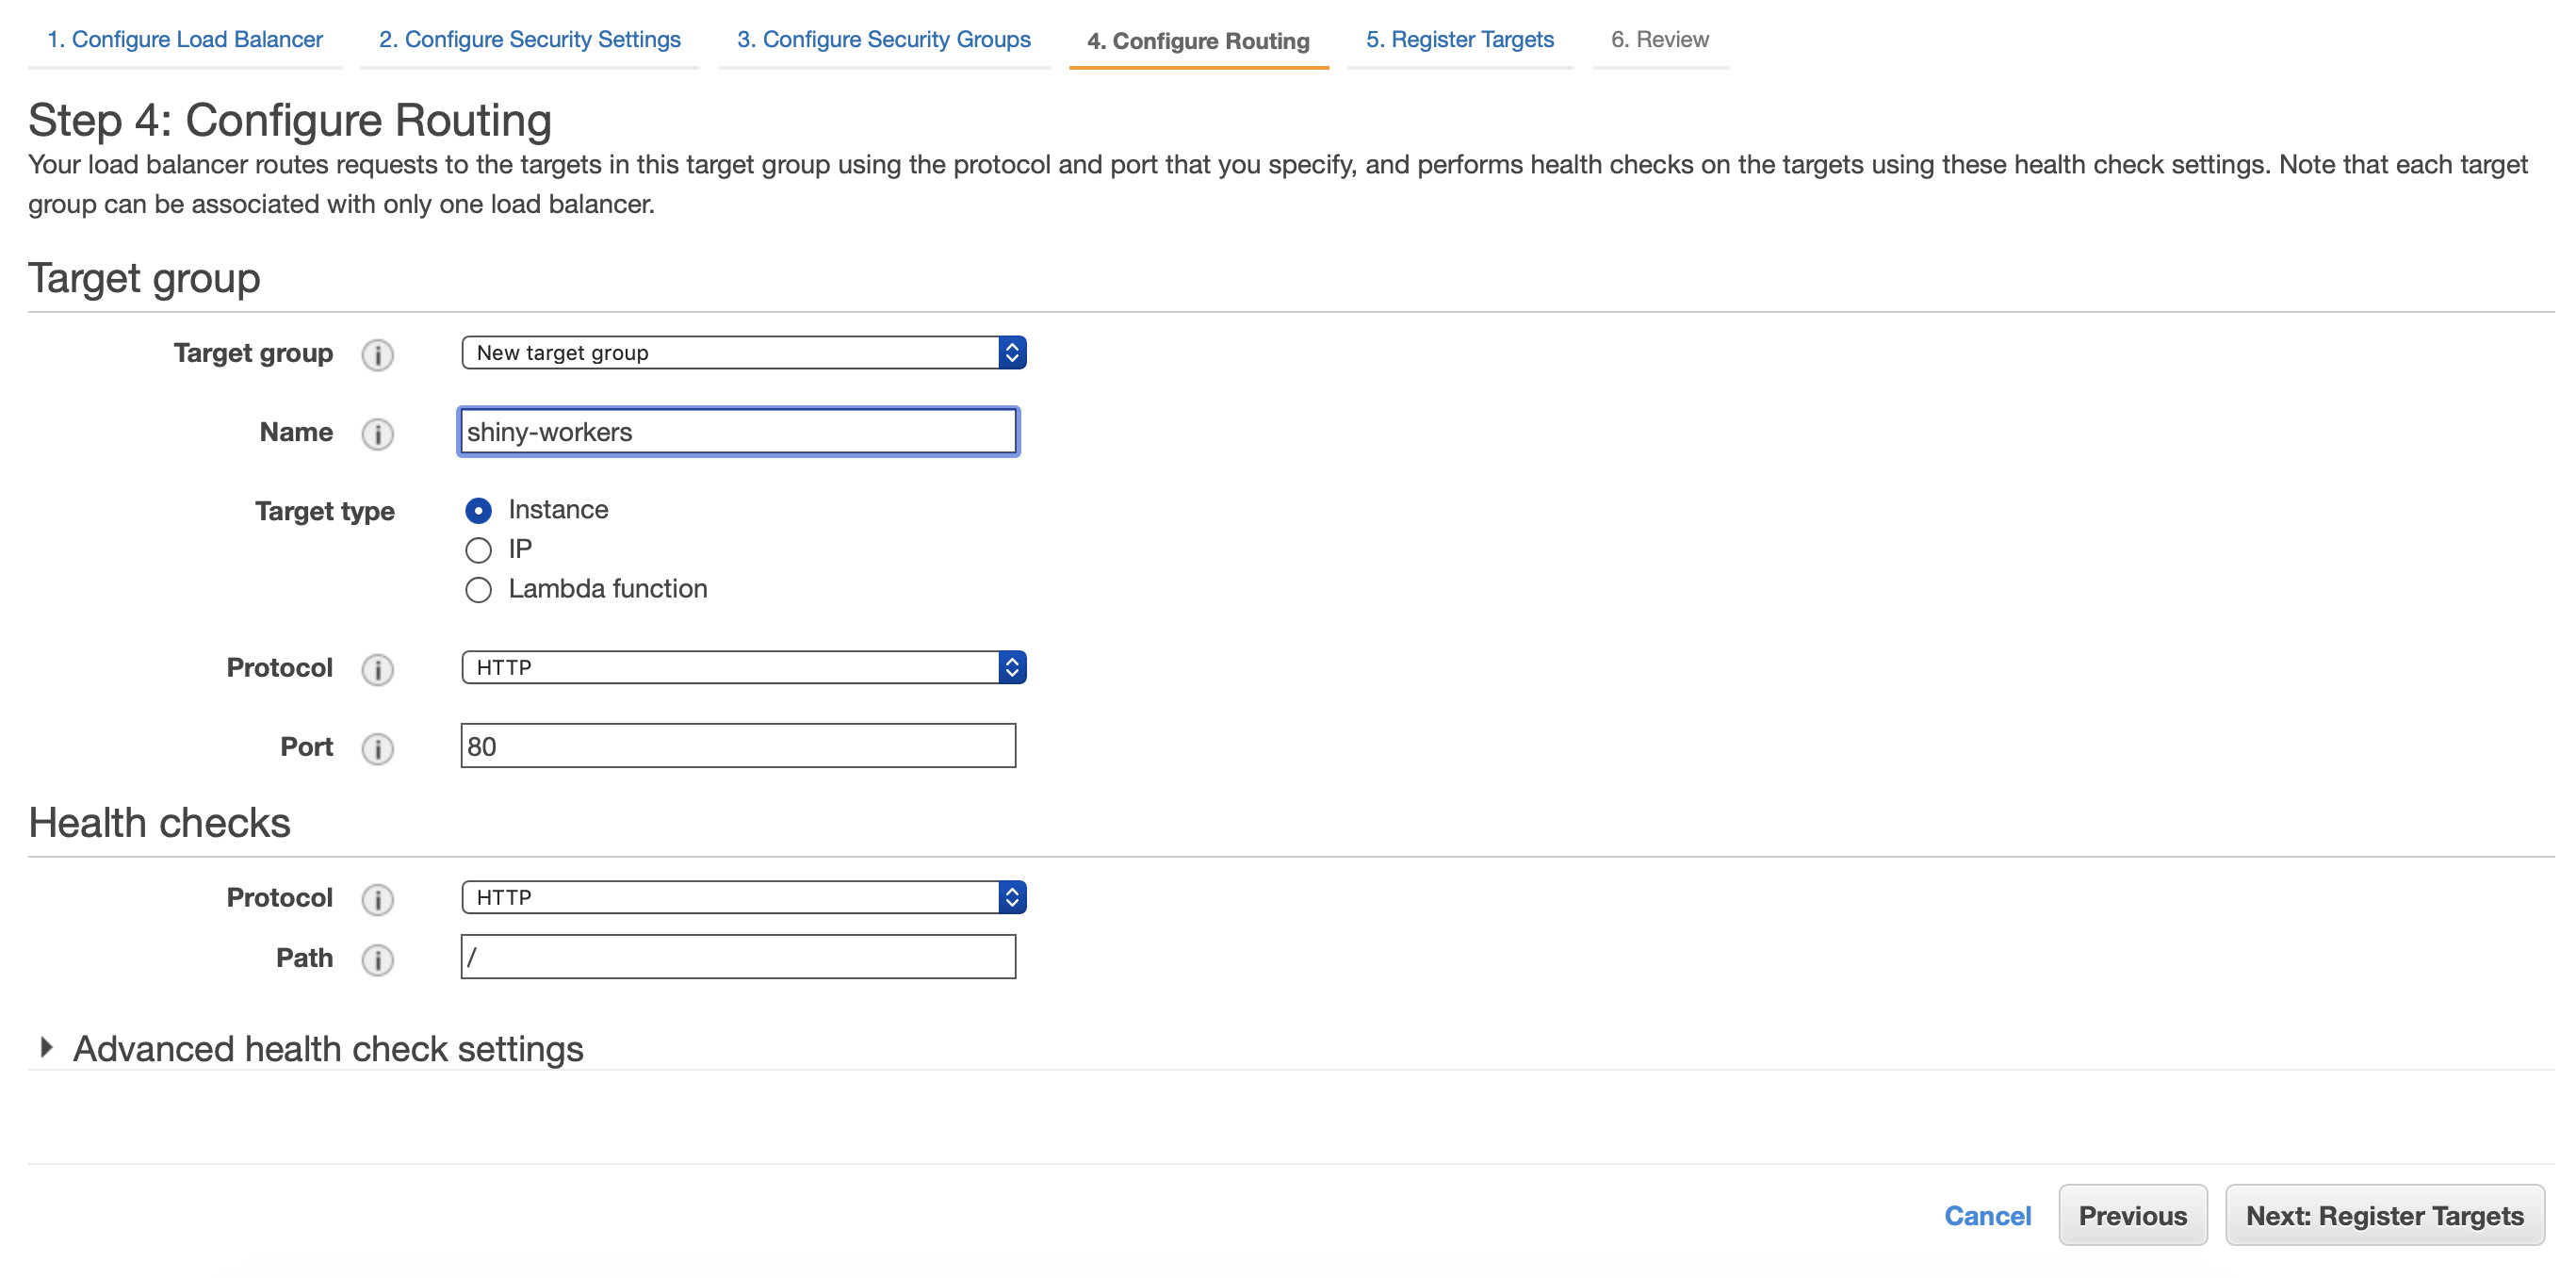 1. Configure Load Balancer 2. Configure Security Settings 3. Configure Security Groups 4. Configure Routing 5. Register Targets 6. Review
Step 4: Configure Routing
Your load balancer routes requests to the targets in this target group using the protocol and port that you specify, and performs health checks on the targets using these health check settings. Note that each target
group can be associated with only one load balancer.
Target group
Target group i New target group
Name i shiny-workers
Target type Instance
IP
Lambda function
Protocol i HTTP
Port i 80
Health checks
Protocol i HTTP
Path i /
Advanced health check settings
Cancel Previous Next: Register Targets